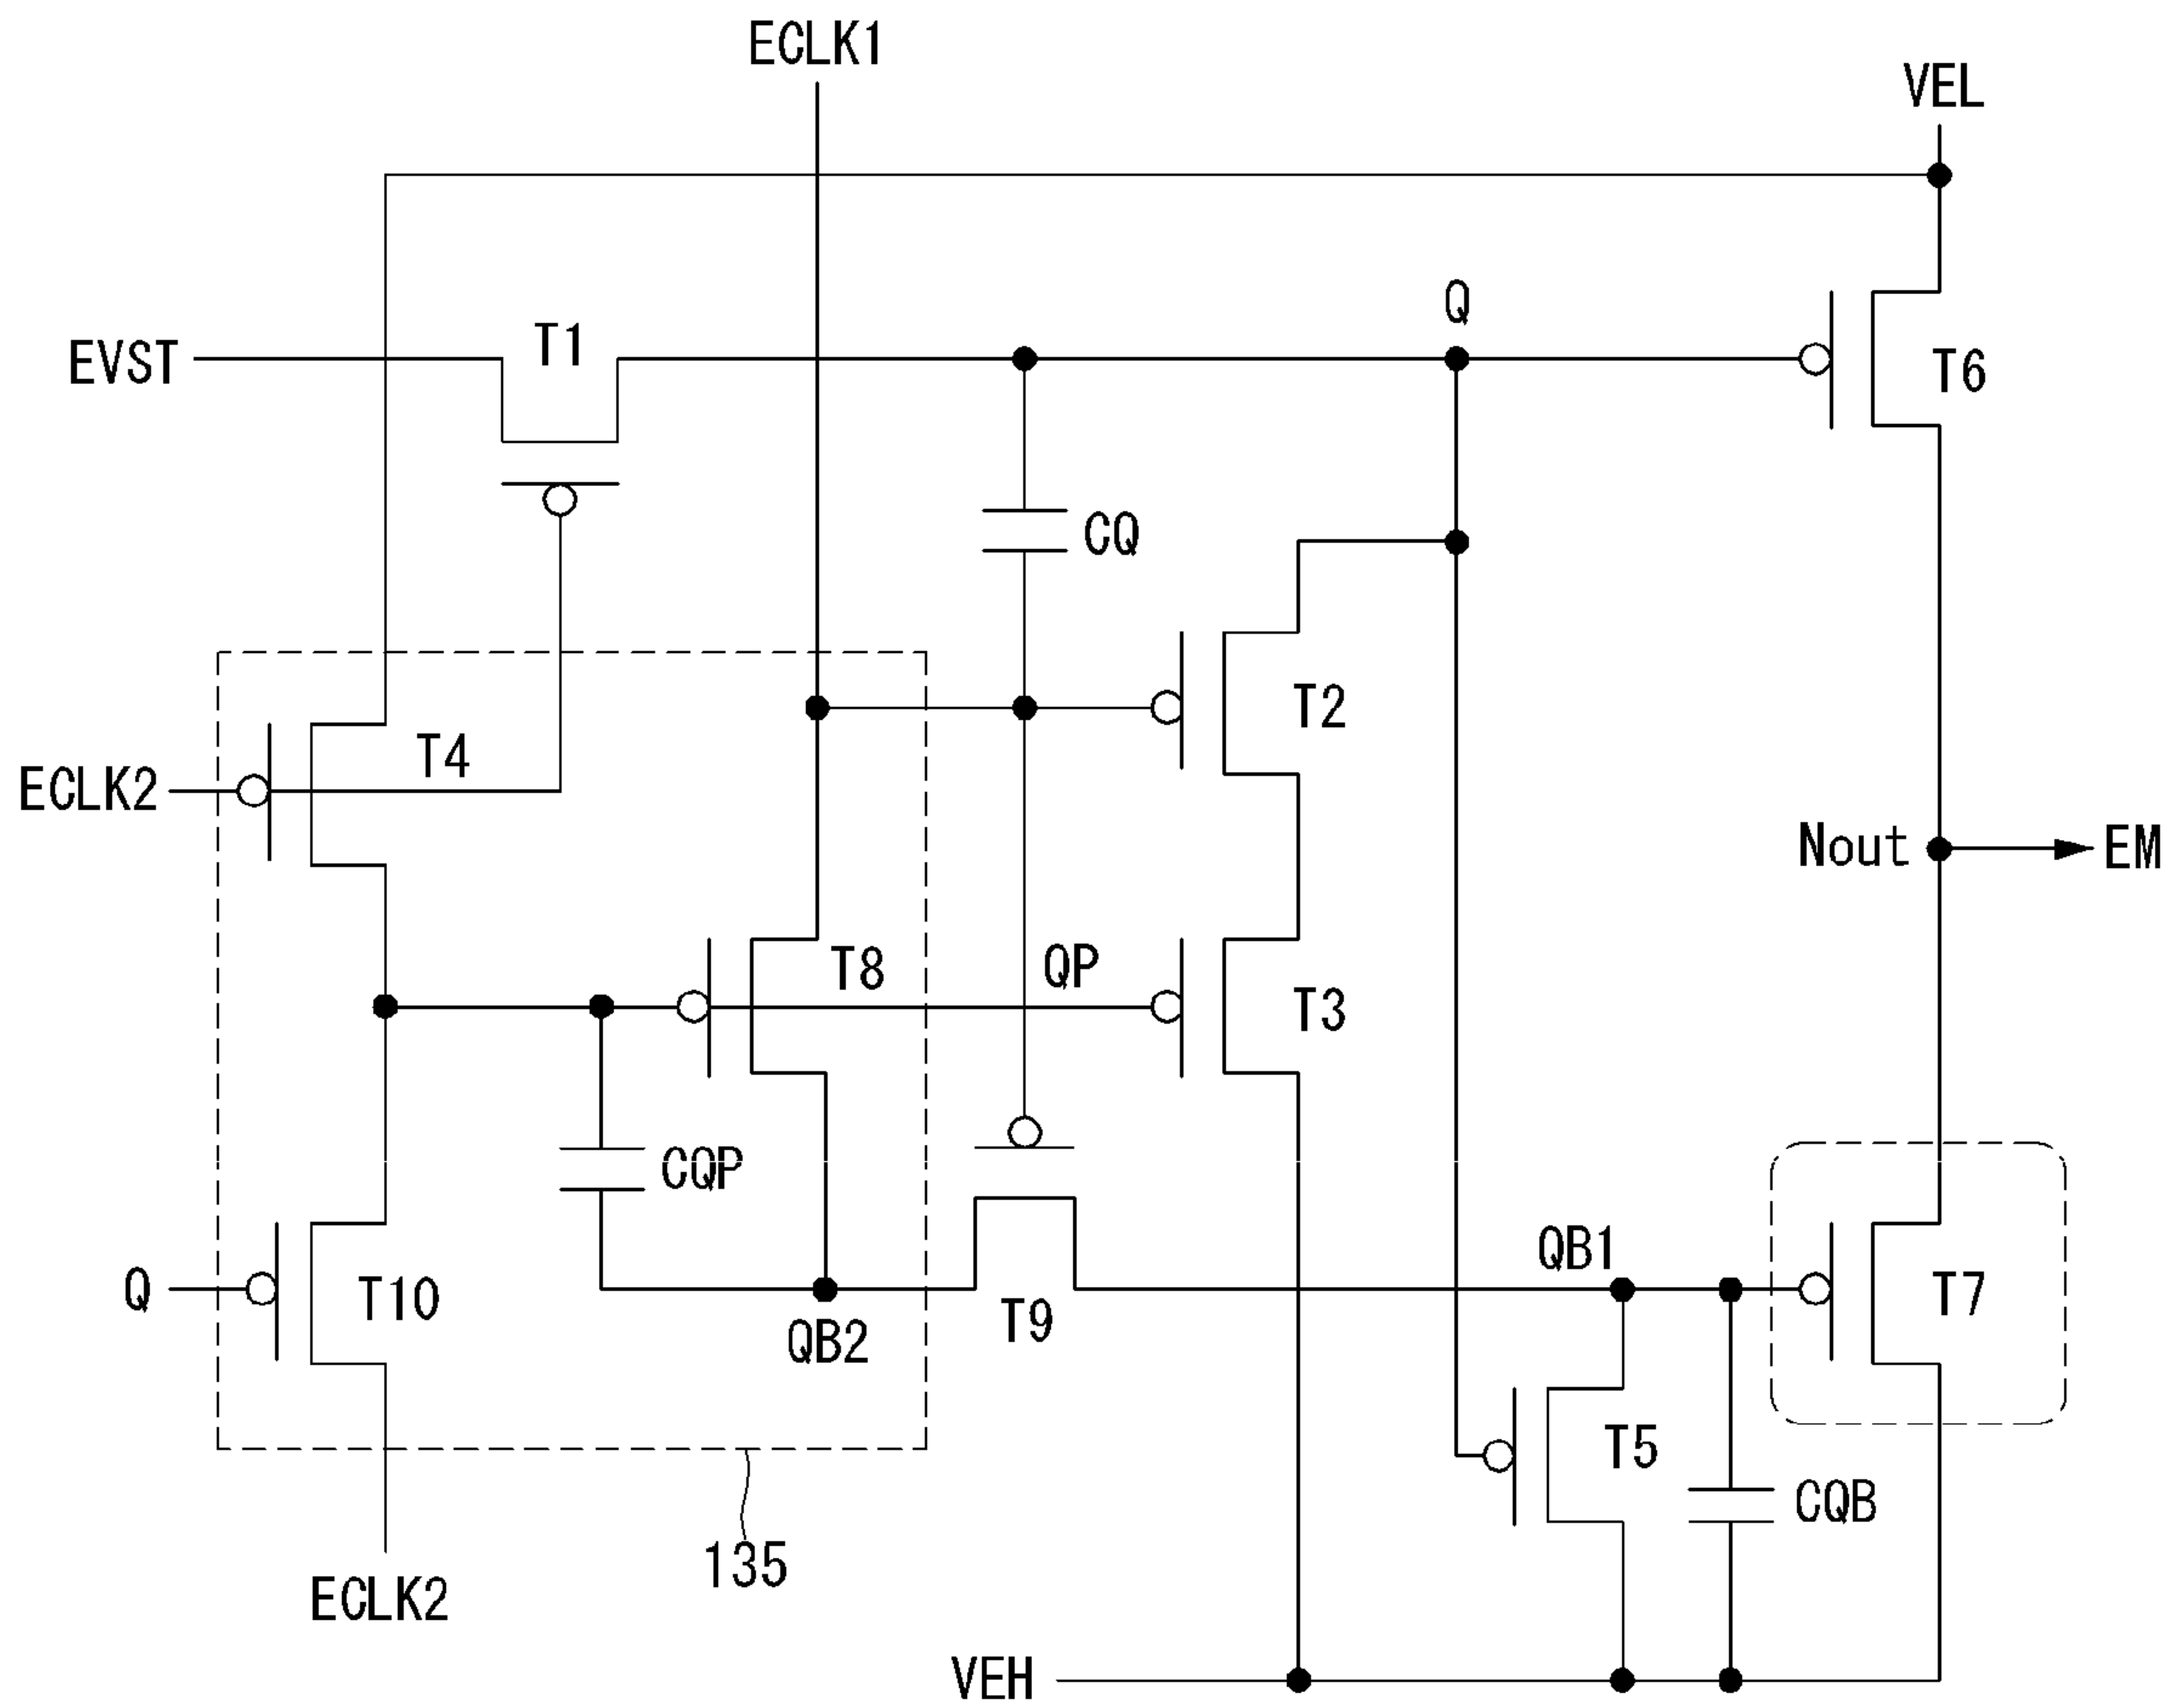 ECLK1
VEL
Q
EVST
T1
T6
CQ
T2
T4
ECLK2
Nout
EM
T8
QP
T3
CQP
QB1
Q
T10
T9
T7
QB2
T5
CQB
135
ECLK2
VEH